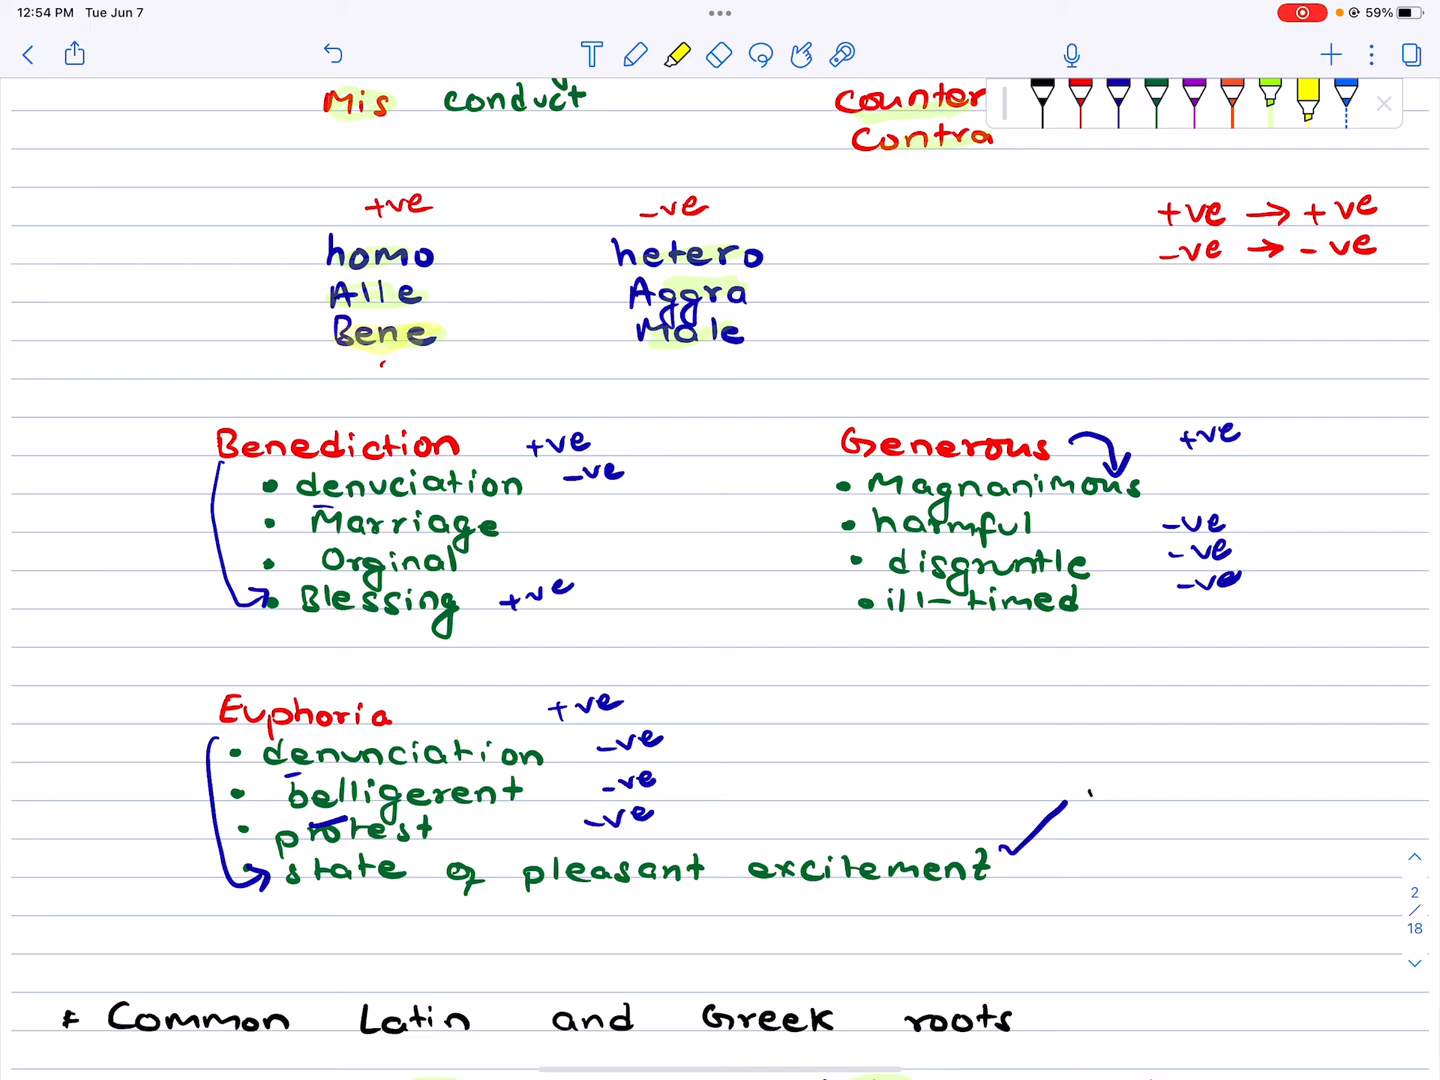 12:54 PM Tue Jun 7
59%
Mis conduct
Counter
Contra
+ve -ve
homo hetero
Alle Aggra
Bene Male
+ve → +ve
-ve → -ve
Benediction +ve
• denuciation -ve
• Marriage
• Orginal
• Blessing +ve
Generous +ve
• Magnanimous
• harmful -ve
• disgruntle -ve
• ill-timed -ve
Euphoria +ve
• denunciation -ve
• belligerent -ve
• protest -ve
• state of pleasant excitement
2
/
18
* Common Latin and Greek roots